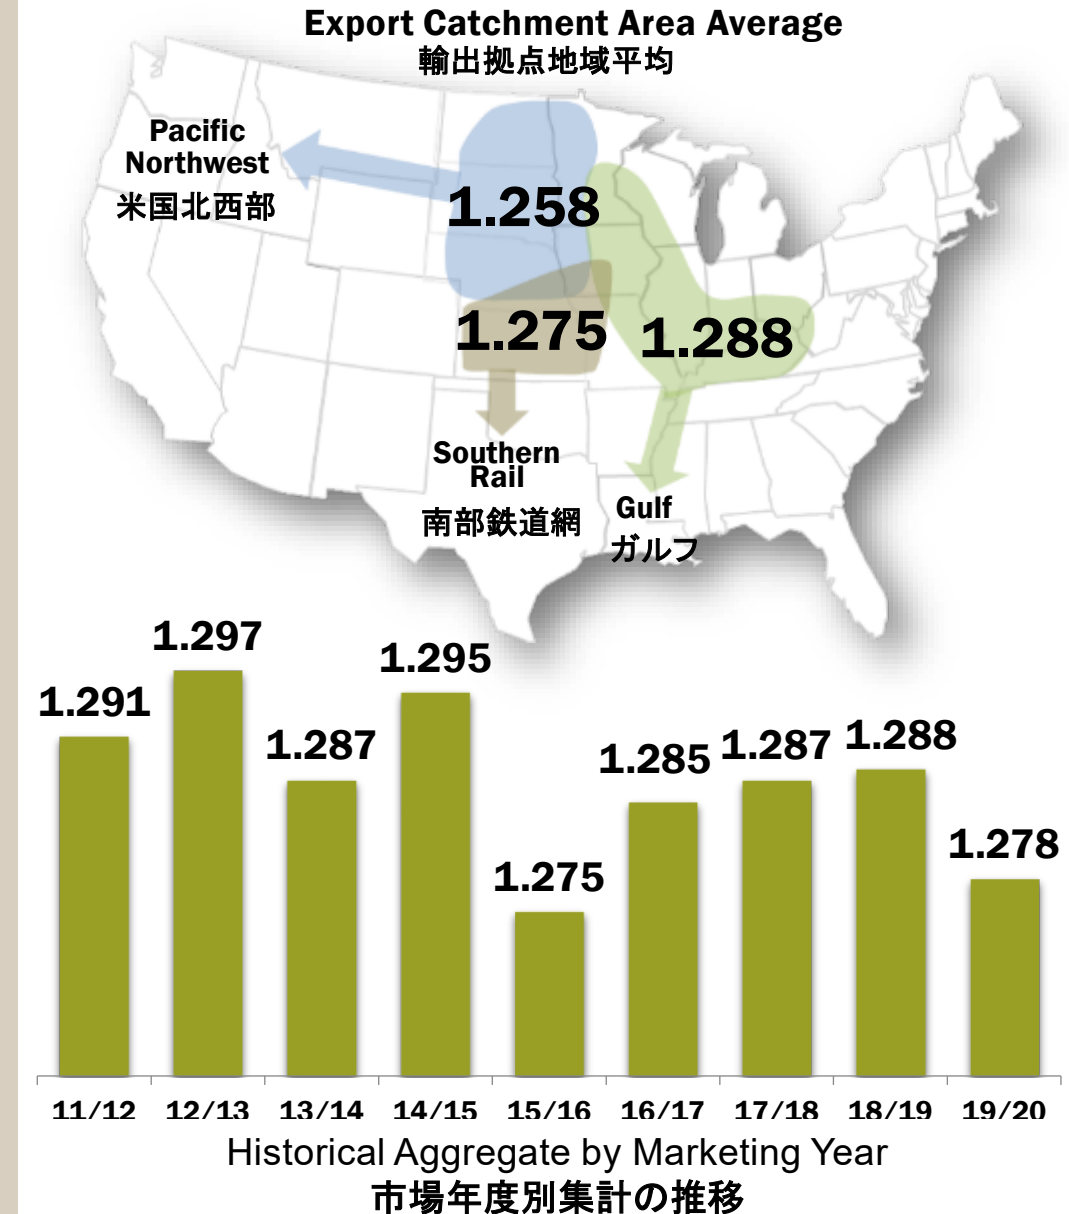 Export Catchment Area Average
輸出拠点地域平均
Pacific
Northwest
米国北西部
1.258
1.275
1.288
Southern
Rail
南部鉄道網
Gulf
ガルフ
1.291
1.297
1.287
1.295
1.275
1.285
1.287
1.288
1.278
11/12
12/13
13/14
14/15
15/16
16/17
17/18
18/19
19/20
Historical Aggregate by Marketing Year
市場年度別集計の推移